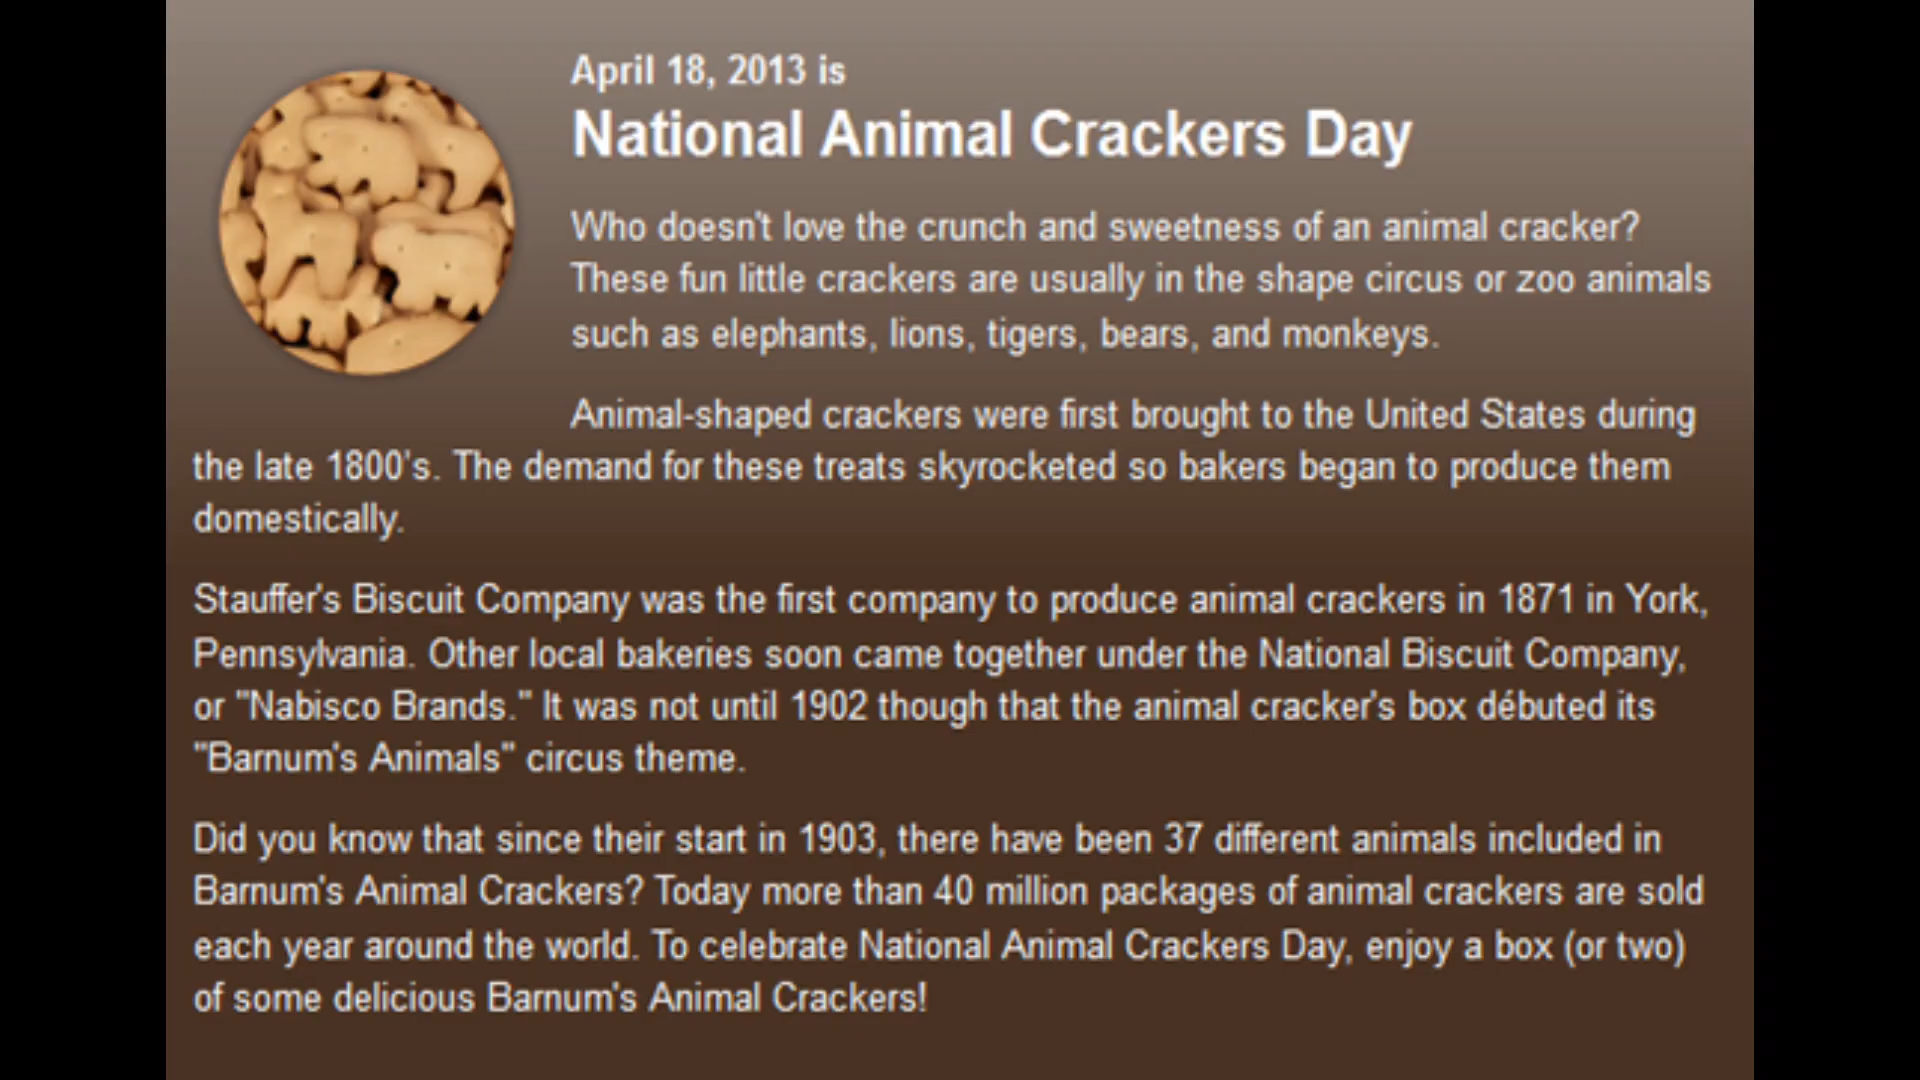 April 18, 2013 is
National Animal Crackers Day
Who doesn't love the crunch and sweetness of an animal cracker?
These fun little crackers are usually in the shape circus or zoo animals
such as elephants, lions, tigers, bears, and monkeys.
Animal-shaped crackers were first brought to the United States during
the late 1800's. The demand for these treats skyrocketed so bakers began to produce them
domestically.
Stauffer's Biscuit Company was the first company to produce animal crackers in 1871 in York,
Pennsylvania. Other local bakeries soon came together under the National Biscuit Company,
or "Nabisco Brands." It was not until 1902 though that the animal cracker's box débuted its
"Barnum's Animals" circus theme.
Did you know that since their start in 1903, there have been 37 different animals included in
Barnum's Animal Crackers? Today more than 40 million packages of animal crackers are sold
each year around the world. To celebrate National Animal Crackers Day, enjoy a box (or two)
of some delicious Barnum's Animal Crackers!